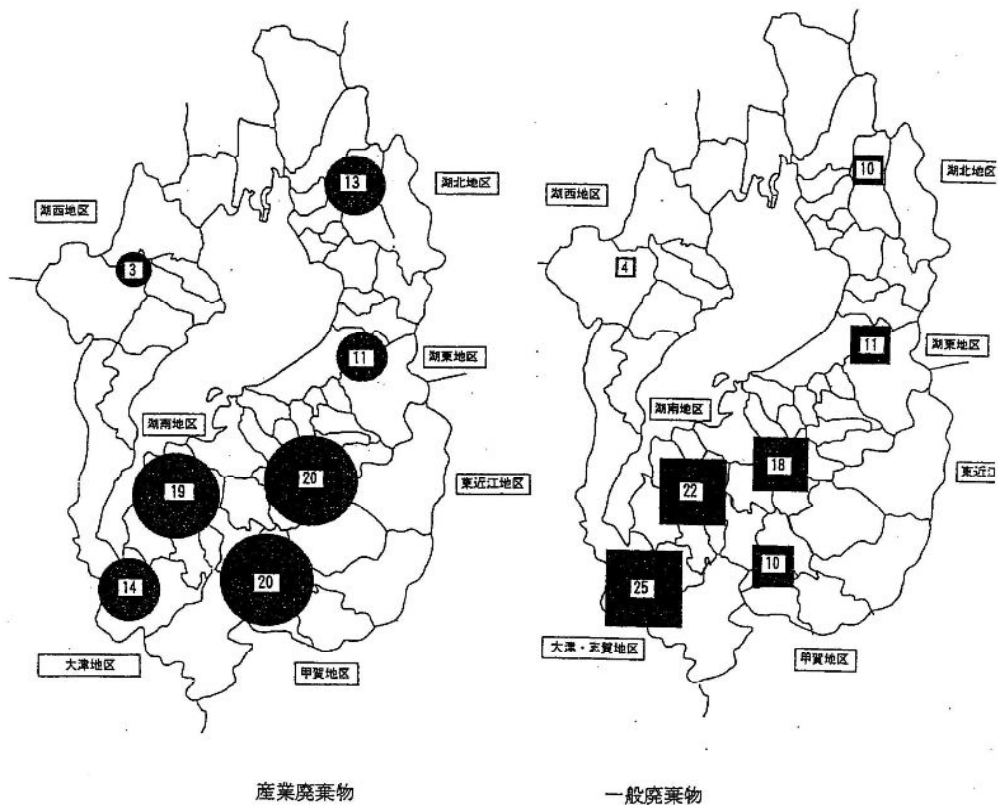 13
湖北地区
湖西地区
3
11
湖東地区
湖南地区
20
19
東近江地区
20
14
大津地区
甲賀地区
産業廃棄物
10
湖北地区
湖西地区
4
11
湖東地区
湖南地区
18
22
東近江
10
25
大津・志賀地区
甲賀地区
一般廃棄物